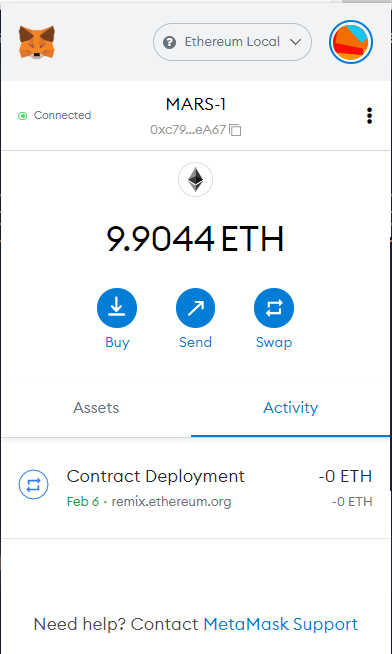 Ethereum Local
Connected
MARS-1
0xc79...eA67
9.9044 ETH
Buy
Send
Swap
Assets
Activity
Contract Deployment
-0 ETH
Feb 6 · remix.ethereum.org
-0 ETH
Need help? Contact MetaMask Support